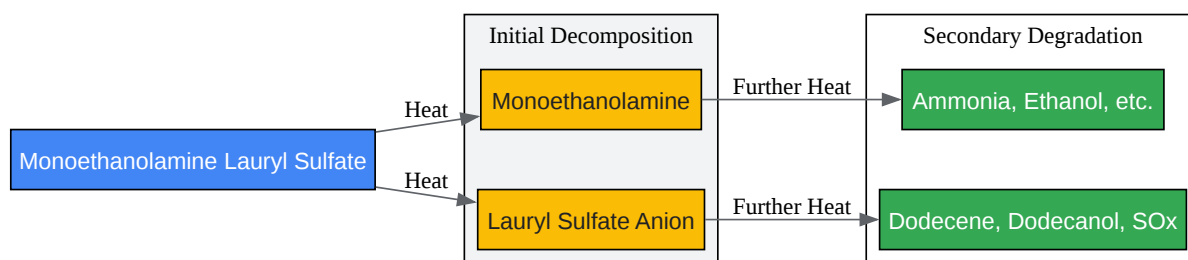 Initial Decomposition
Secondary Degradation
Monoethanolamine Lauryl Sulfate
Heat
Monoethanolamine
Further Heat
Ammonia, Ethanol, etc.
Heat
Lauryl Sulfate Anion
Further Heat
Dodecene, Dodecanol, SOx